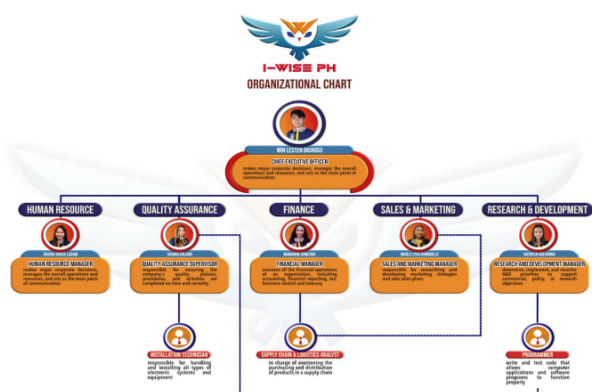 I-WISE PH
ORGANIZATIONAL CHART
BEN LESTER DICHOSO
CHIEF EXECUTIVE OFFICER
makes major corporate decisions, manages the overall
operations and resources, and acts as the main point of
communication
HUMAN RESOURCE
QUALITY ASSURANCE
FINANCE
SALES & MARKETING
RESEARCH & DEVELOPMENT
HUMAN RESOURCE MANAGER
makes major corporate decisions,
manages the overall operations and
resources, and acts as the main point
of communication
QUALITY ASSURANCE SUPERVISOR
responsible for ensuring the
company's quality policies,
procedures, and activities are
completed on time and correctly.
FINANCIAL MANAGER
oversees all the financial operations
of an organization, including
accounting, financial reporting, tax,
business control and treasury
SALES AND MARKETING MANAGER
responsible for researching and
developing marketing strategies
and new sales plans
RESEARCH AND DEVELOPMENT MANAGER
determine, implement, and monitor
R&D priorities to support
commercial, policy, or research
objectives
INSTALLATION TECHNICIAN
responsible for handling
and installing all types of
electronic systems and
equipment
SUPPLY CHAIN & LOGISTICS ANALYST
in charge of overseeing the
purchasing and distribution
of products in a supply chain
PROGRAMMER
write and test code that
allows computer
applications and software
programs to function
properly